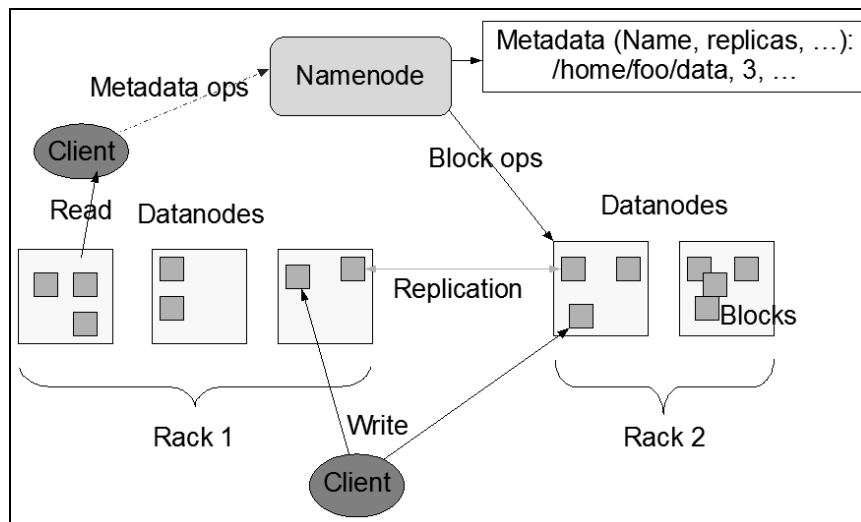 Metadata (Name, replicas, …):
/home/foo/data, 3, …
Namenode
Metadata ops
Client
Block ops
Read
Datanodes
Datanodes
Replication
Blocks
Rack 1
Write
Rack 2
Client